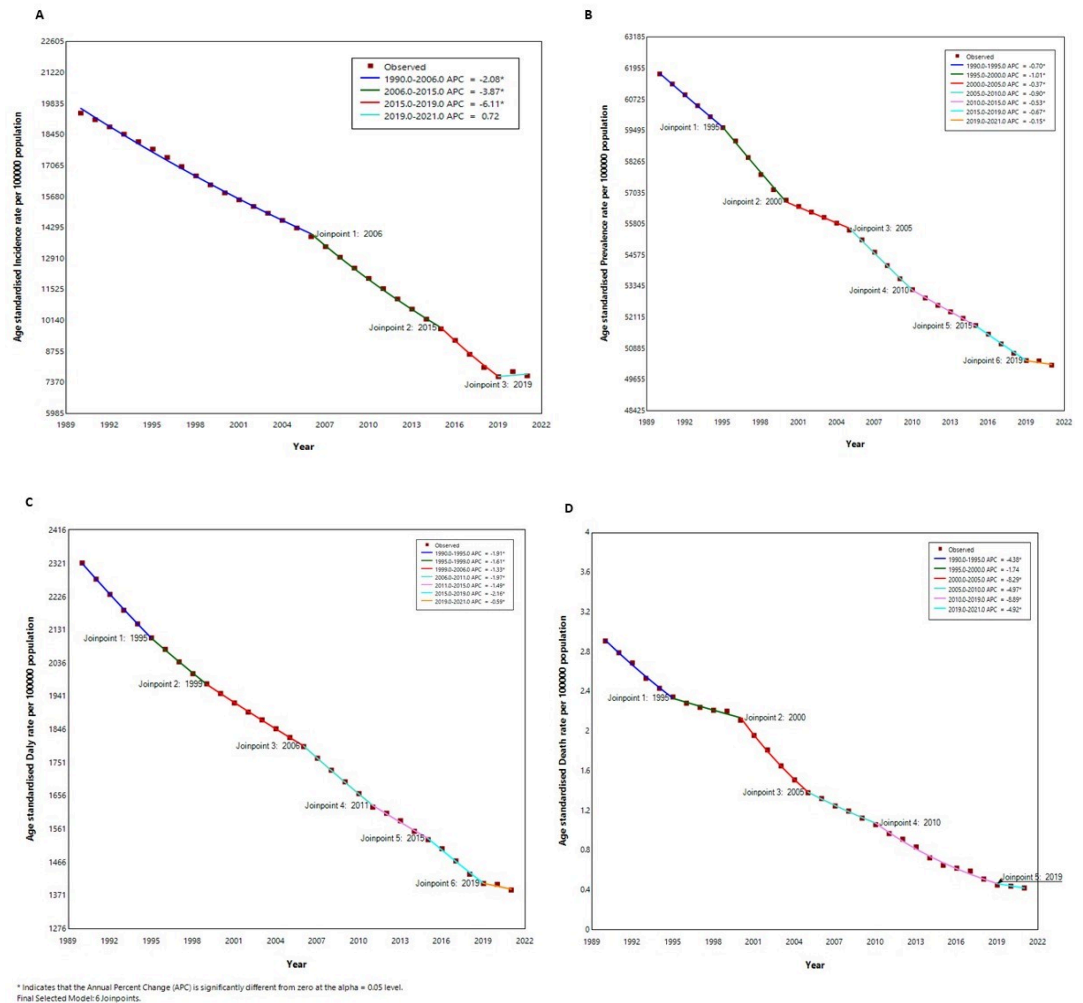 A
22605
21220
19835
18450
17065
15680
14295
12910
11525
10140
8755
7370
5985
Age standardised Incidence rate per 100000 population
Observed
1990.0-2006.0 APC = -2.08*
2006.0-2015.0 APC = -3.87*
2015.0-2019.0 APC = -6.11*
2019.0-2021.0 APC = 0.72
Joinpoint 1: 2006
Joinpoint 2: 2015
Joinpoint 3: 2019
1989 1992 1995 1998 2001 2004 2007 2010 2013 2016 2019 2022
Year
B
63185
61955
60725
59495
58265
57035
55805
54575
53345
52115
50885
49655
48425
Age standardised Prevalence rate per 100000 population
Observed
1990.0-1995.0 APC = -0.70*
1995.0-2000.0 APC = -1.01*
2000.0-2005.0 APC = -0.37*
2005.0-2010.0 APC = -0.90*
2010.0-2015.0 APC = -0.53*
2015.0-2019.0 APC = -0.67*
2019.0-2021.0 APC = -0.15*
Joinpoint 1: 1995
Joinpoint 2: 2000
Joinpoint 3: 2005
Joinpoint 4: 2010
Joinpoint 5: 2015
Joinpoint 6: 2019
1989 1992 1995 1998 2001 2004 2007 2010 2013 2016 2019 2022
Year
C
2416
2321
2226
2131
2036
1941
1846
1751
1656
1561
1466
1371
1276
Age standardised Daly rate per 100000 population
Observed
1990.0-1995.0 APC = -1.91*
1995.0-1999.0 APC = -1.61*
1999.0-2006.0 APC = -1.33*
2006.0-2011.0 APC = -1.97*
2011.0-2015.0 APC = -1.49*
2015.0-2019.0 APC = -2.16*
2019.0-2021.0 APC = -0.59*
Joinpoint 1: 1995
Joinpoint 2: 1999
Joinpoint 3: 2006
Joinpoint 4: 2011
Joinpoint 5: 2015
Joinpoint 6: 2019
1989 1992 1995 1998 2001 2004 2007 2010 2013 2016 2019 2022
Year
D
4
3.6
3.2
2.8
2.4
2
1.6
1.2
0.8
0.4
0
Age standardised Death rate per 100000 population
Observed
1990.0-1995.0 APC = -4.38*
1995.0-2000.0 APC = -1.74
2000.0-2005.0 APC = -8.29*
2005.0-2010.0 APC = -4.97*
2010.0-2019.0 APC = -8.89*
2019.0-2021.0 APC = -4.92*
Joinpoint 1: 1995
Joinpoint 2: 2000
Joinpoint 3: 2005
Joinpoint 4: 2010
Joinpoint 5: 2019
1989 1992 1995 1998 2001 2004 2007 2010 2013 2016 2019 2022
Year
* Indicates that the Annual Percent Change (APC) is significantly different from zero at the alpha = 0.05 level.
Final Selected Model: 6 Joinpoints.